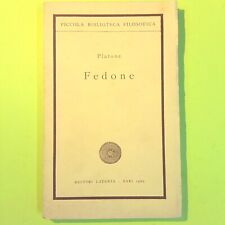 PICCOLA BIBLIOTECA FILOSOFICA
Platone
Fedone
EDITORI LATERZA - BARI